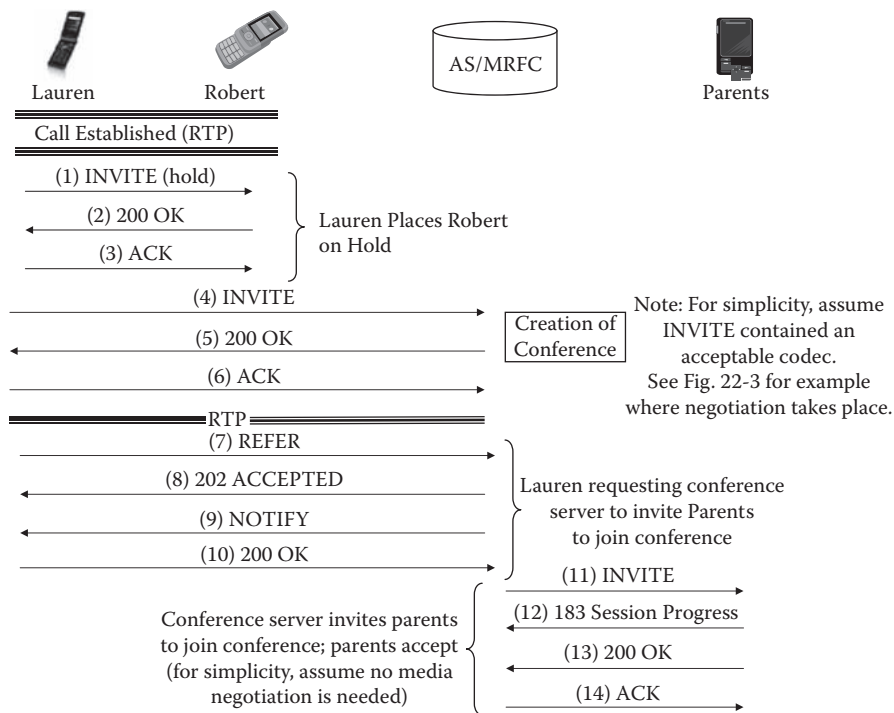 AS/MRFC
Lauren
Robert
Parents
Call Established (RTP)
(1) INVITE (hold)
(2) 200 OK
(3) ACK
Lauren Places Robert
on Hold
(4) INVITE
(5) 200 OK
(6) ACK
Creation of
Conference
Note: For simplicity, assume
INVITE contained an
acceptable codec.
See Fig. 22-3 for example
where negotiation takes place.
RTP
(7) REFER
(8) 202 ACCEPTED
(9) NOTIFY
(10) 200 OK
Lauren requesting conference
server to invite Parents
to join conference
(11) INVITE
(12) 183 Session Progress
(13) 200 OK
(14) ACK
Conference server invites parents
to join conference; parents accept
(for simplicity, assume no media
negotiation is needed)